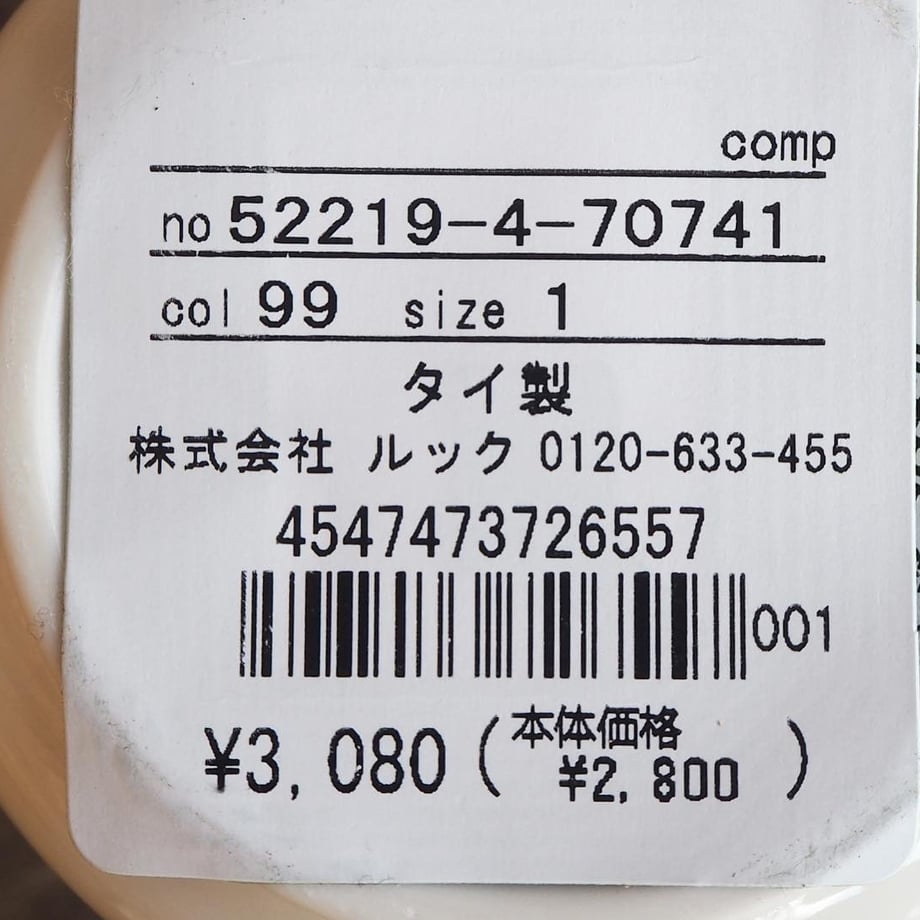 comp
no 52219-4-70741
col 99 size 1
タイ製
株式会社 ルック 0120-633-455
4547473726557
001
¥3,080(本体価格
¥2,800)